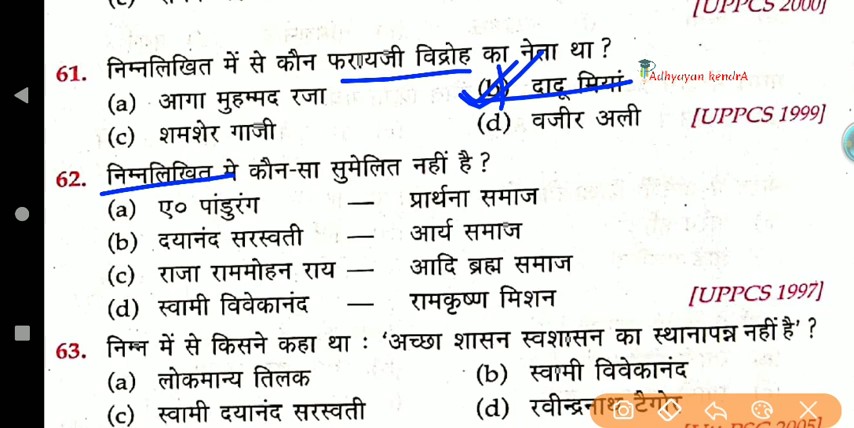 [UPPCS 2000]
61. निम्नलिखित में से कौन फरायजी विद्रोह का नेता था ?
(a) आगा मुहम्मद रजा (b) दादू मियां
Adhyayan kendrA
(c) शमशेर गाजी (d) वजीर अली [UPPCS 1999]
62. निम्नलिखित मे कौन-सा सुमेलित नहीं है ?
(a) ए० पांडुरंग — प्रार्थना समाज
(b) दयानंद सरस्वती — आर्य समाज
(c) राजा राममोहन राय — आदि ब्रह्म समाज
(d) स्वामी विवेकानंद — रामकृष्ण मिशन [UPPCS 1997]
63. निम्न में से किसने कहा था : ‘अच्छा शासन स्वशासन का स्थानापन्न नहीं है’ ?
(a) लोकमान्य तिलक (b) स्वामी विवेकानंद
(c) स्वामी दयानंद सरस्वती (d) रवीन्द्रनाथ टैगोर